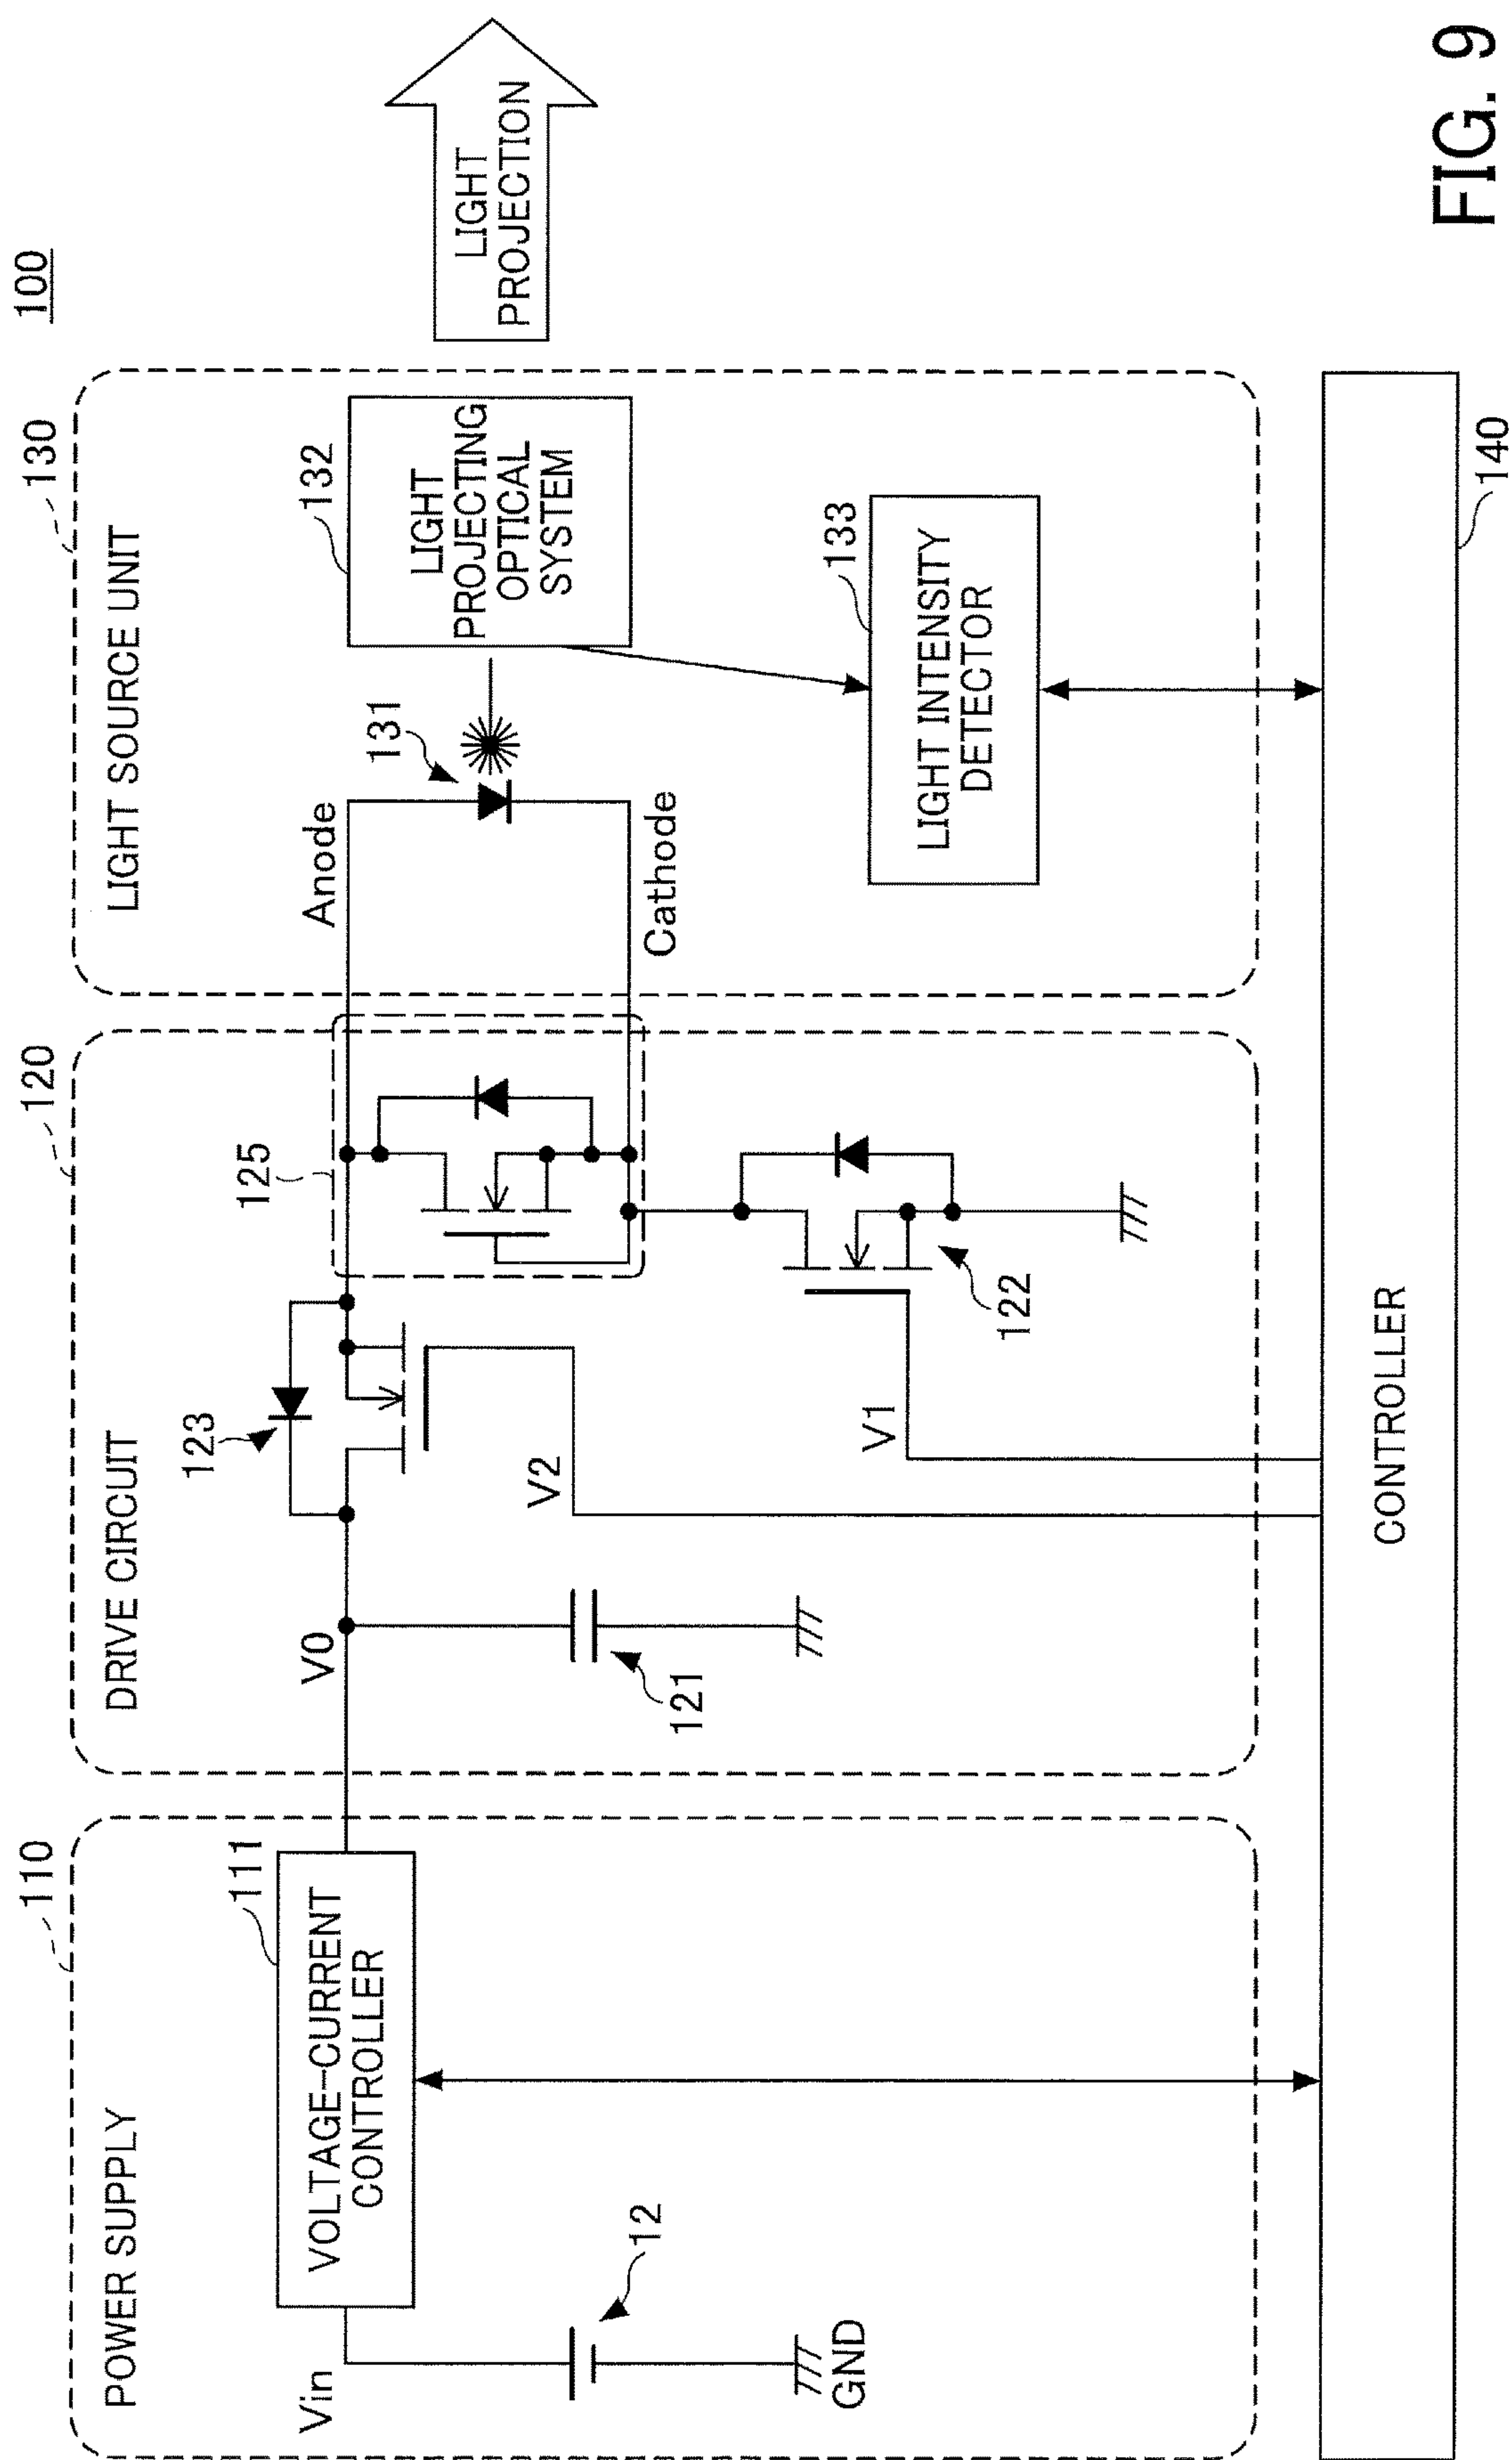 100
110
120
130
POWER SUPPLY
DRIVE CIRCUIT
LIGHT SOURCE UNIT
111
VOLTAGE-CURRENT
CONTROLLER
Vin
12
GND
V0
121
123
V2
V1
122
125
Anode
Cathode
131
132
LIGHT
PROJECTING
OPTICAL
SYSTEM
133
LIGHT INTENSITY
DETECTOR
LIGHT
PROJECTION
CONTROLLER
140
FIG. 9